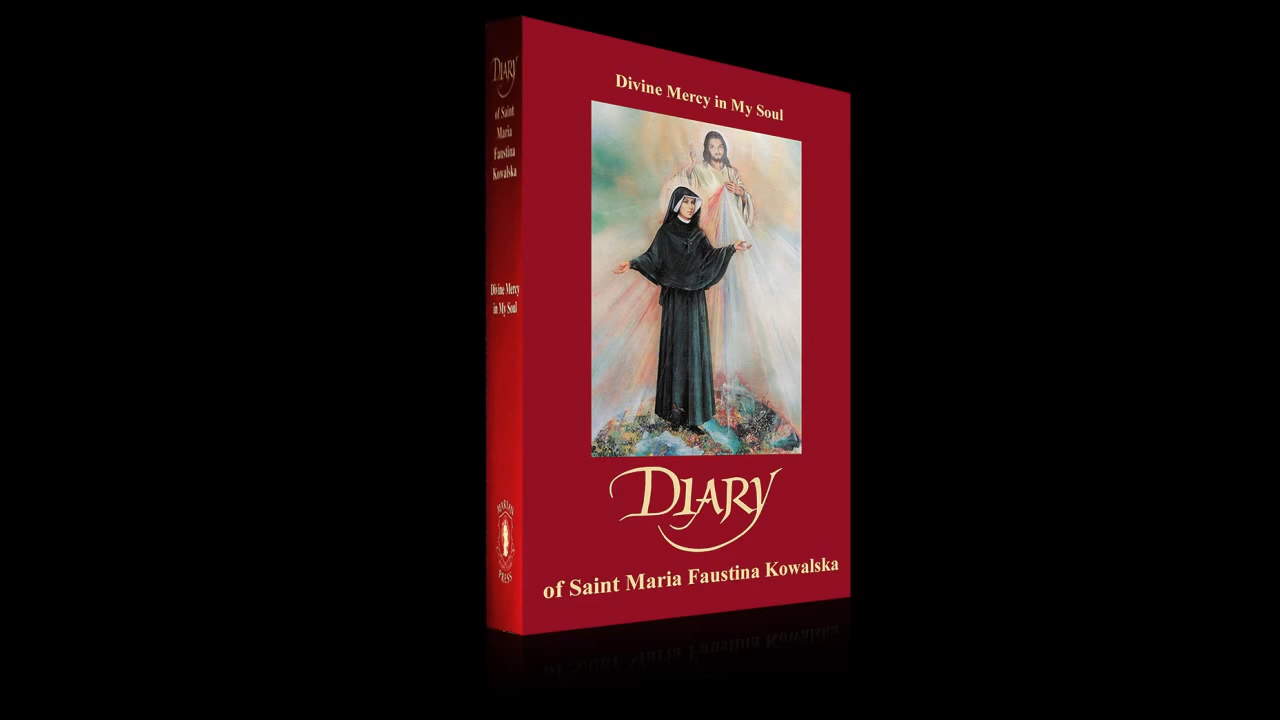 DIARY
of Saint
Maria
Faustina
Kowalska
Divine Mercy
in My Soul
MARIAN
PRESS
Divine Mercy in My Soul
DIARY
of Saint Maria Faustina Kowalska